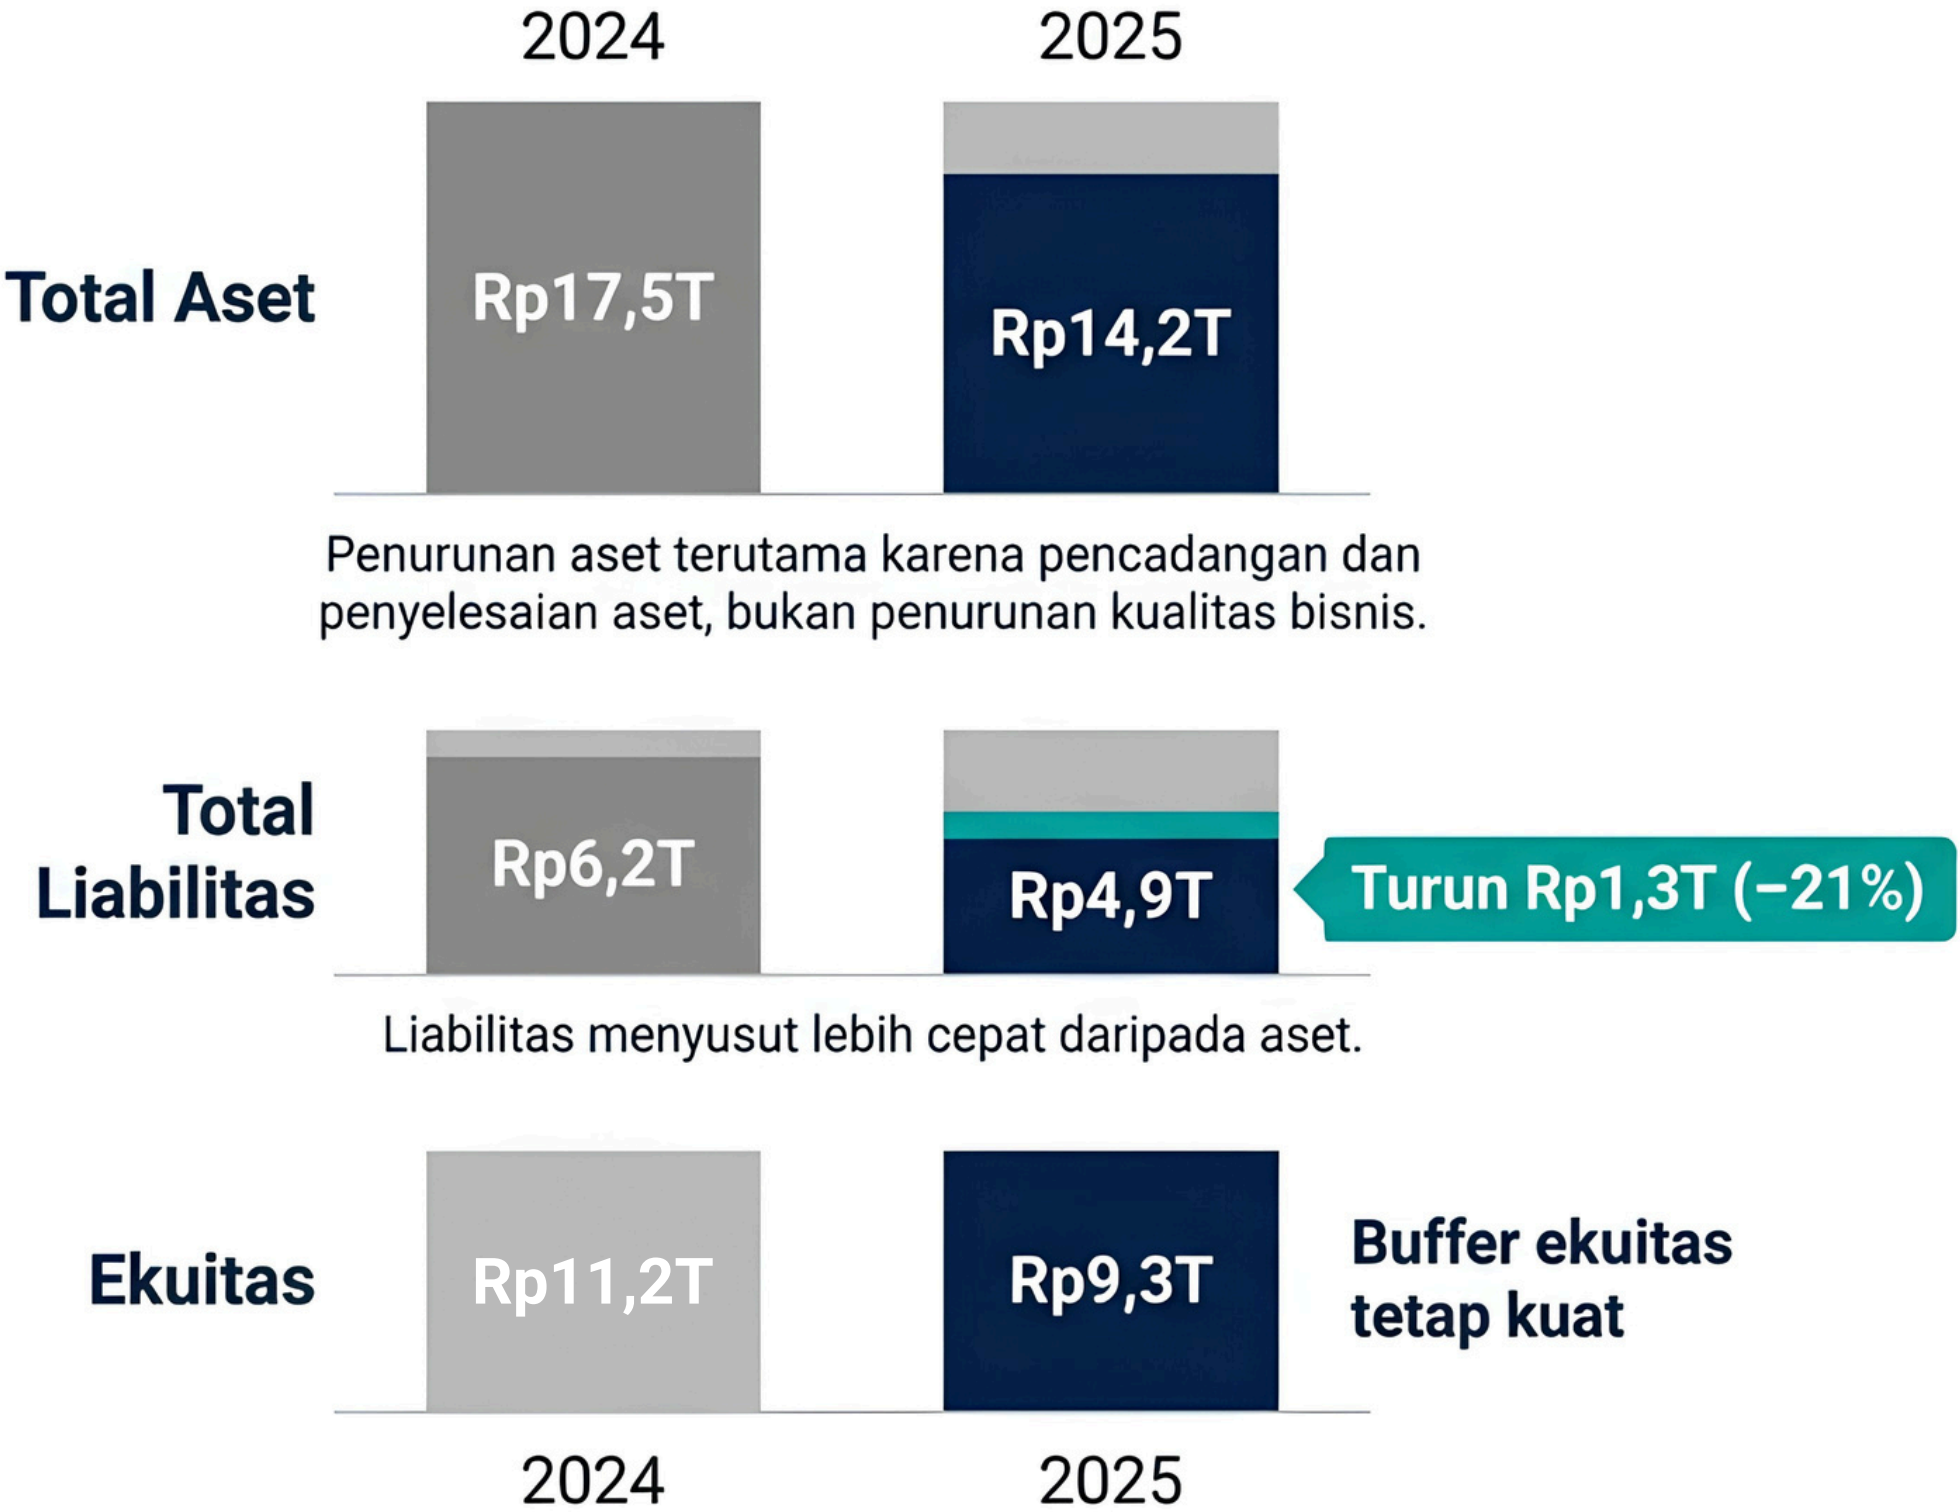 2024 2025
Total Aset
Rp17,5T
Rp14,2T
Penurunan aset terutama karena pencadangan dan
penyelesaian aset, bukan penurunan kualitas bisnis.
Total
Liabilitas
Rp6,2T
Rp4,9T
Turun Rp1,3T (–21%)
Liabilitas menyusut lebih cepat daripada aset.
Ekuitas
Rp11,2T
Rp9,3T
Buffer ekuitas
tetap kuat
2024 2025